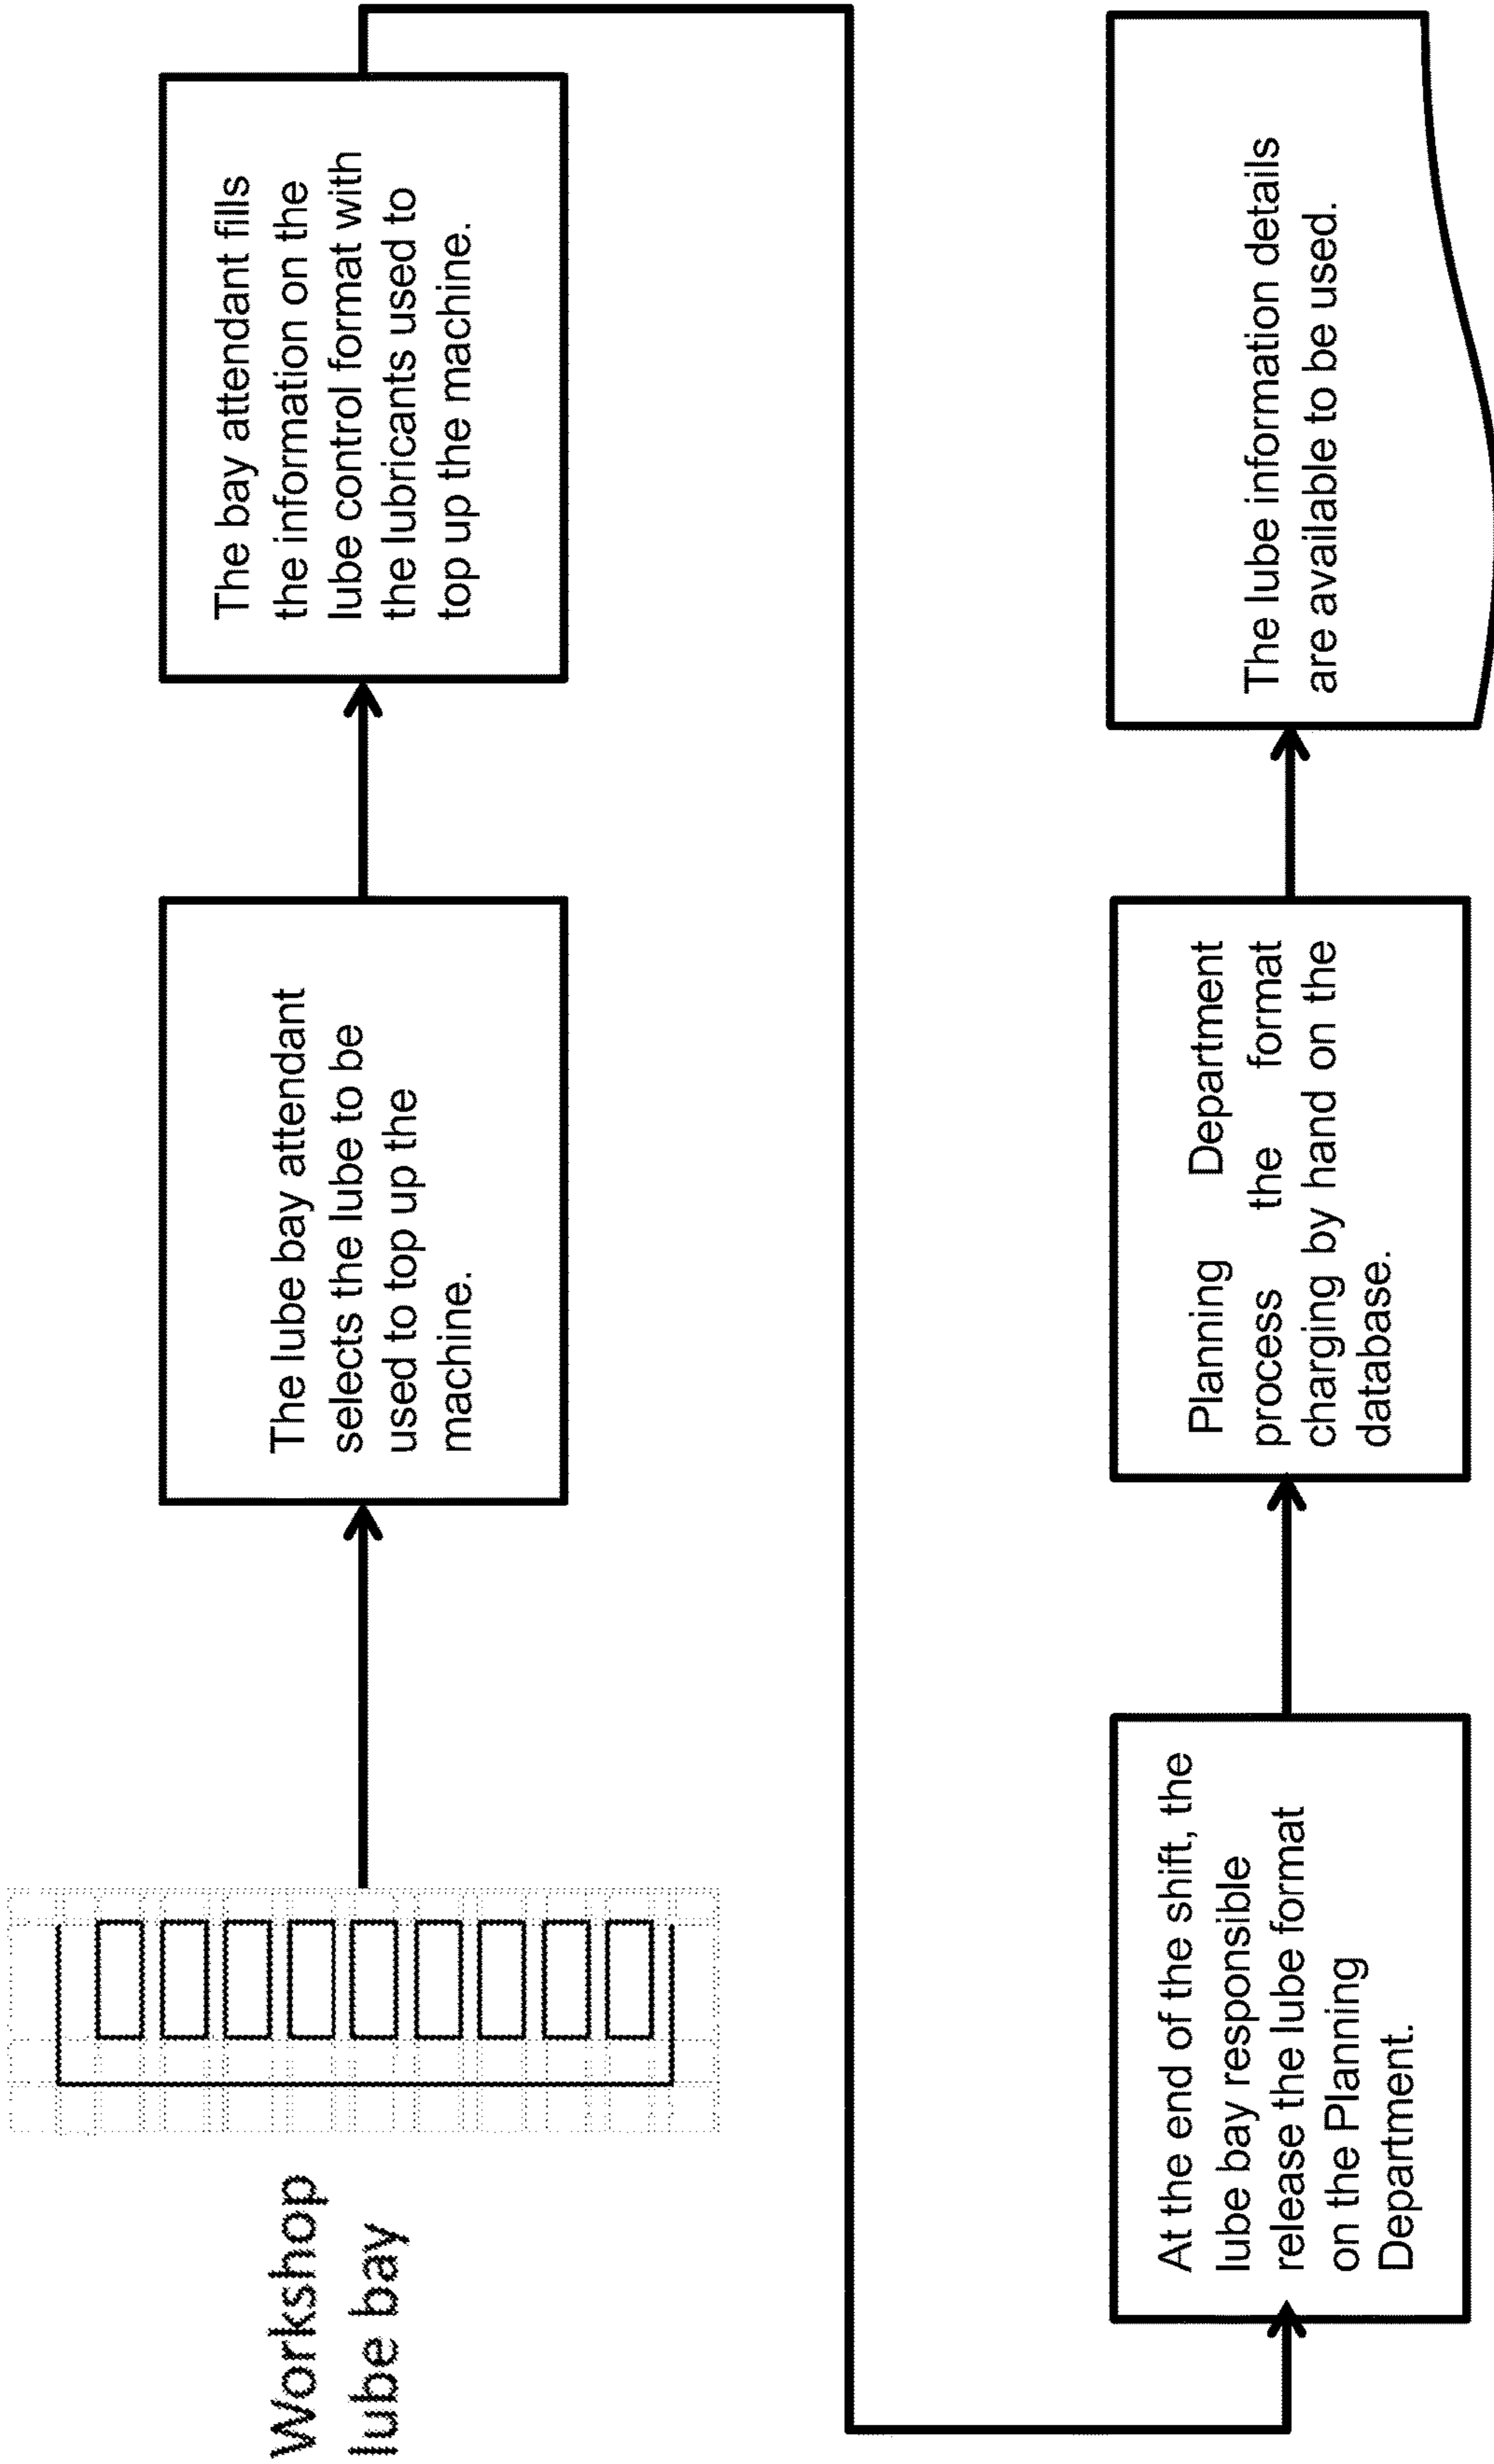 Workshop
lube bay
The lube bay attendant
selects the lube to be
used to top up the
machine.
The bay attendant fills
the information on the
lube control format with
the lubricants used to
top up the machine.
At the end of the shift, the
lube bay responsible
release the lube format
on the Planning
Department.
Planning Department
process the format
charging by hand on the
database.
The lube information details
are available to be used.